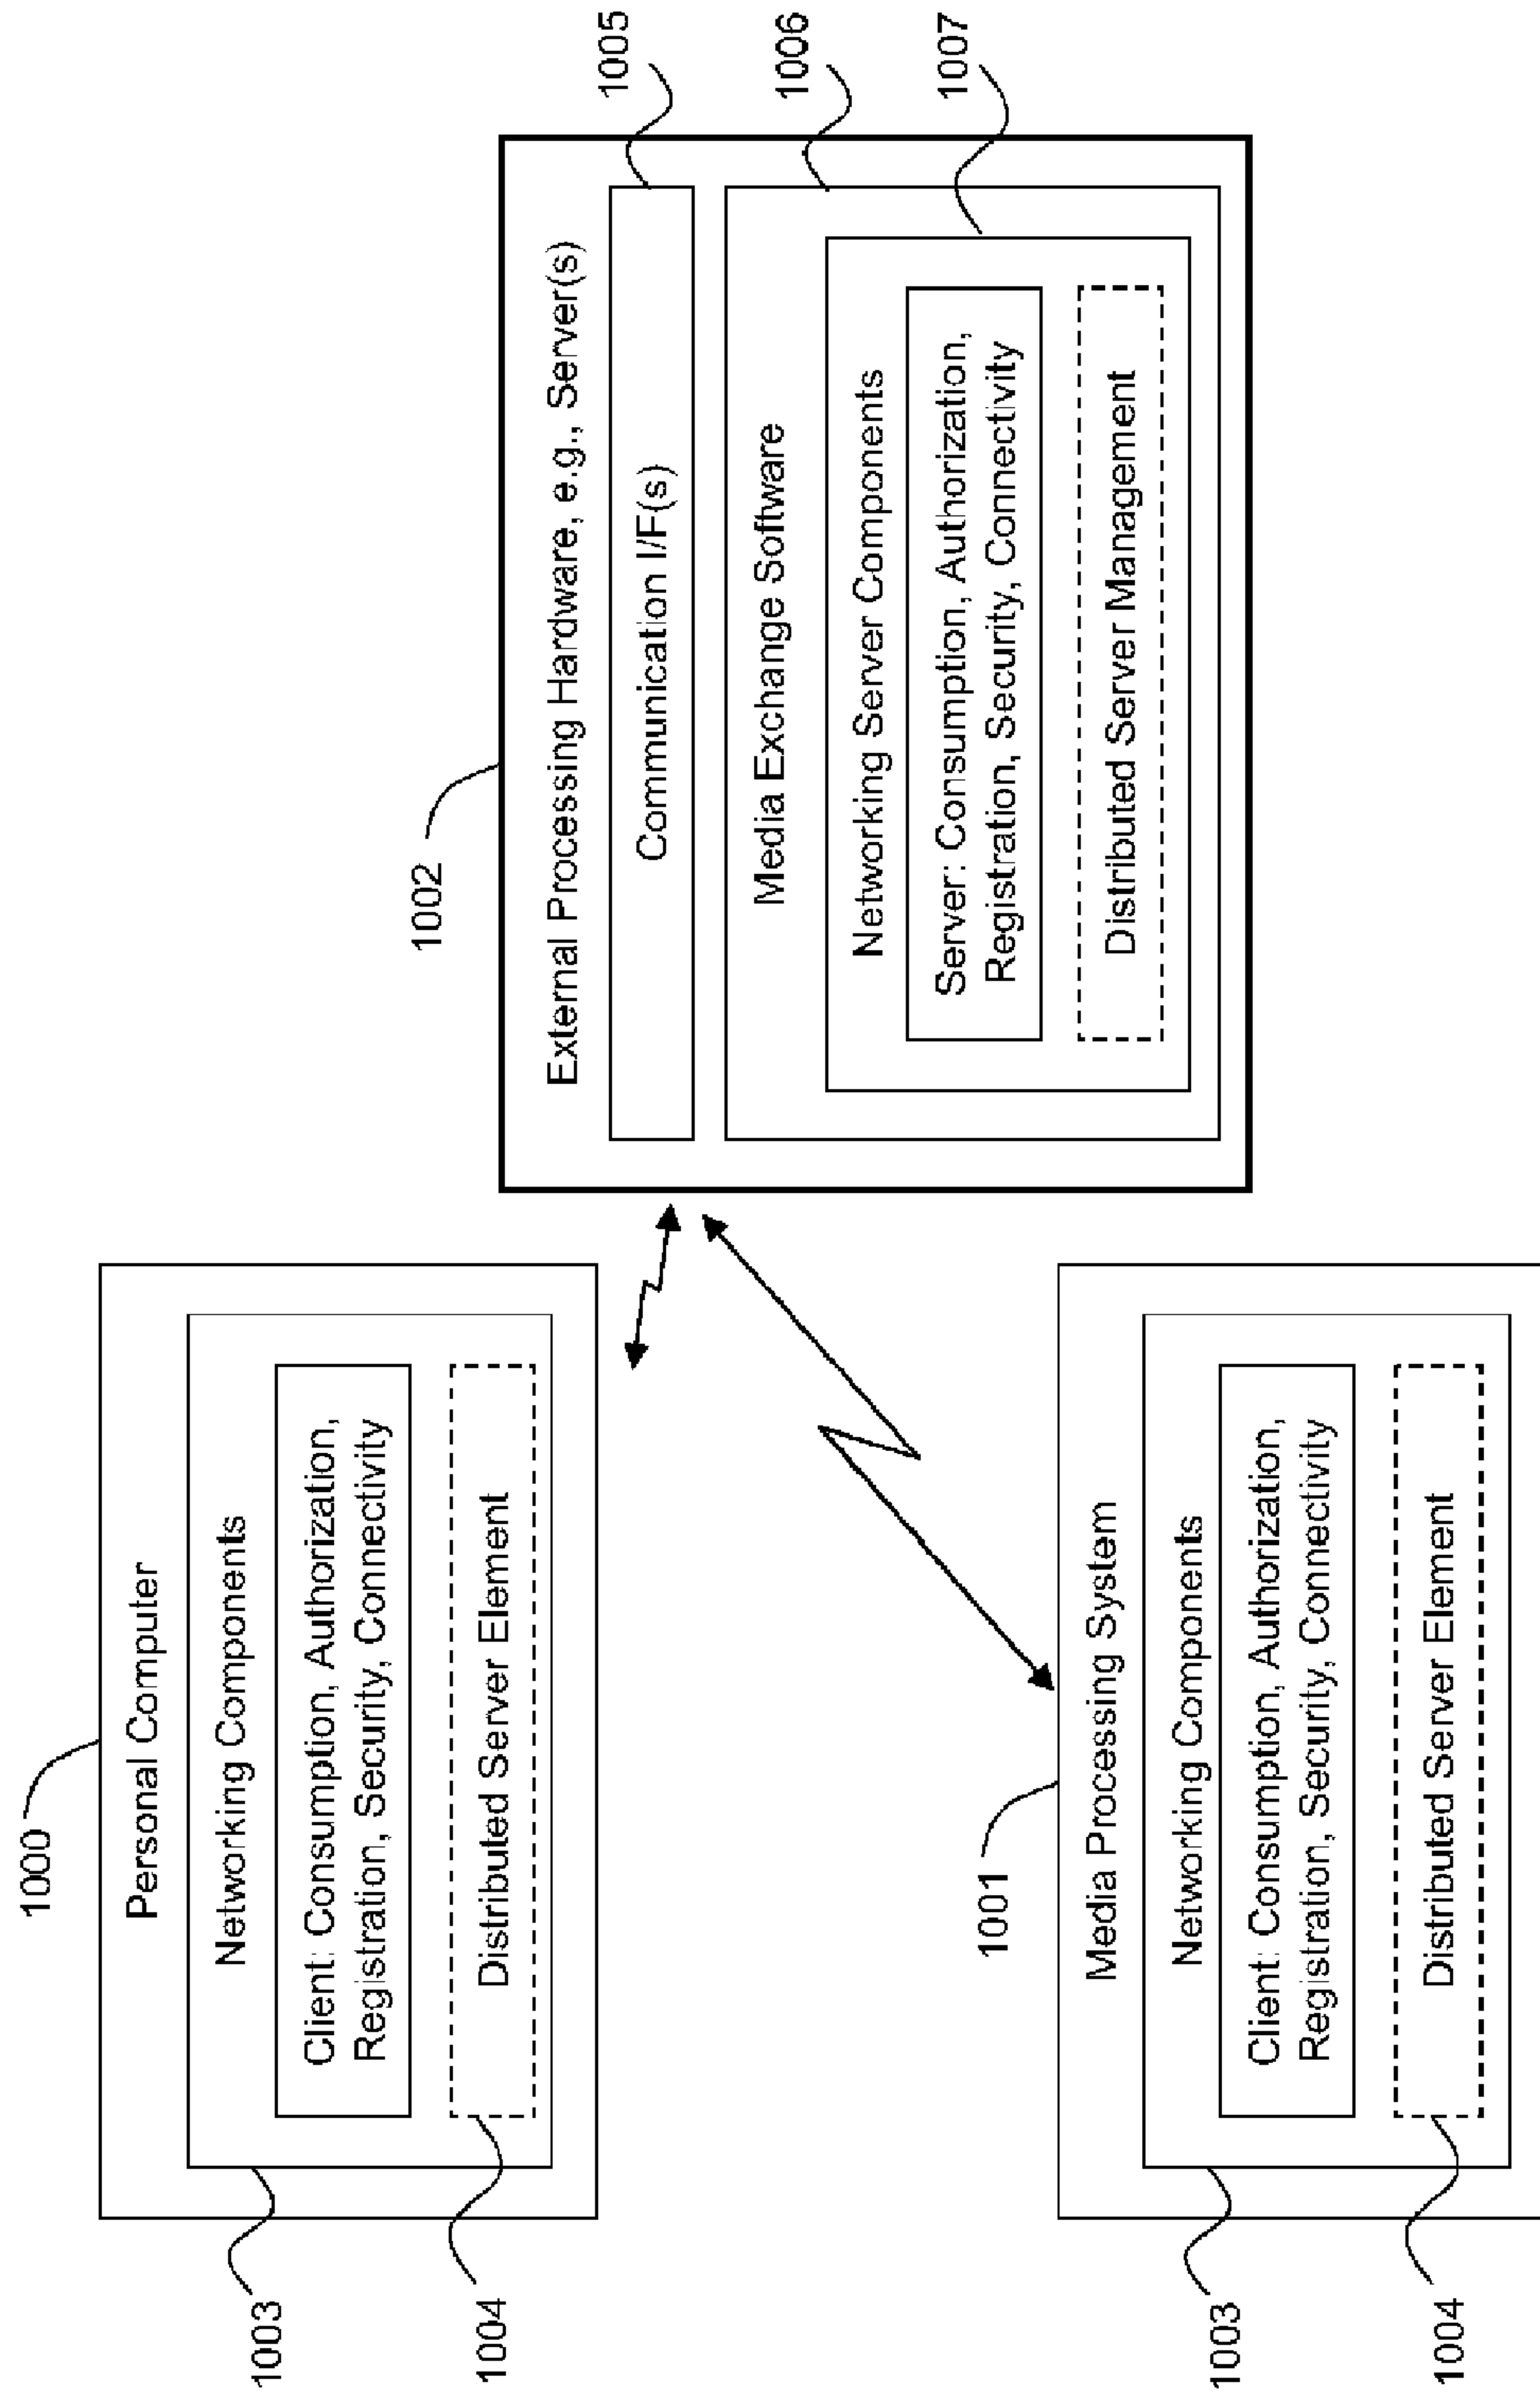 1000
Personal Computer
Networking Components
Client: Consumption, Authorization,
Registration, Security, Connectivity
Distributed Server Element
1003
1004
1002
External Processing Hardware, e.g., Server(s)
Communication I/F(s)
Media Exchange Software
Networking Server Components
Server: Consumption, Authorization,
Registration, Security, Connectivity
Distributed Server Management
1005
1006
1007
1001
Media Processing System
Networking Components
Client: Consumption, Authorization,
Registration, Security, Connectivity
Distributed Server Element
1003
1004